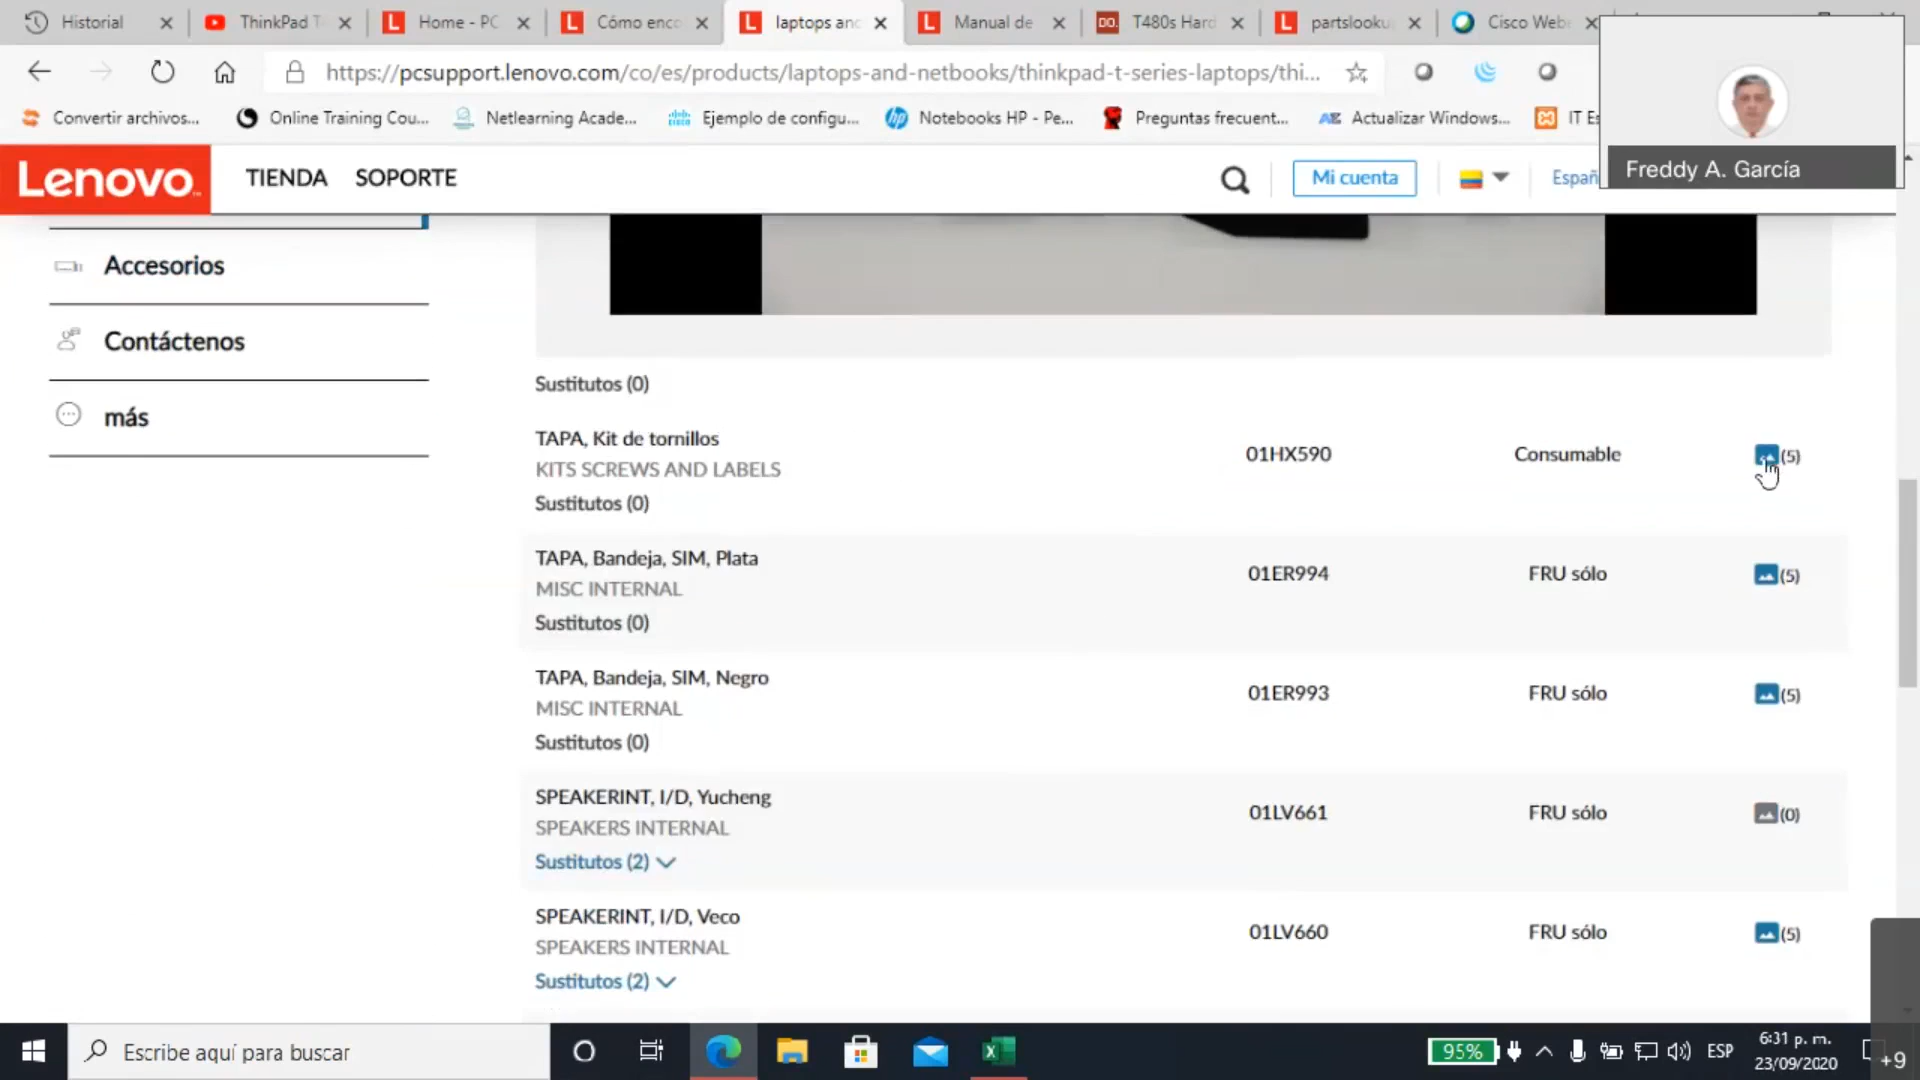 Historial
ThinkPad T
Home - PC
Cómo enco
laptops and
Manual de
DO. T480s Hard
partslooku
Cisco Web
https://pcsupport.lenovo.com/co/es/products/laptops-and-netbooks/thinkpad-t-series-laptops/thi...
Convertir archivos...
Online Training Cou...
Netlearning Acade...
Ejemplo de configu...
Notebooks HP - Pe...
Preguntas frecuent...
Actualizar Windows...
IT Es
Freddy A. García
Lenovo
TIENDA
SOPORTE
Mi cuenta
Españ
Accesorios
Contáctenos
más
Sustitutos (0)
TAPA, Kit de tornillos
KITS SCREWS AND LABELS
Sustitutos (0)
01HX590
Consumable
(5)
TAPA, Bandeja, SIM, Plata
MISC INTERNAL
Sustitutos (0)
01ER994
FRU sólo
(5)
TAPA, Bandeja, SIM, Negro
MISC INTERNAL
Sustitutos (0)
01ER993
FRU sólo
(5)
SPEAKERINT, I/D, Yucheng
SPEAKERS INTERNAL
Sustitutos (2)
01LV661
FRU sólo
(0)
SPEAKERINT, I/D, Veco
SPEAKERS INTERNAL
Sustitutos (2)
01LV660
FRU sólo
(5)
Escribe aquí para buscar
95%
ESP
6:31 p. m.
23/09/2020
+9